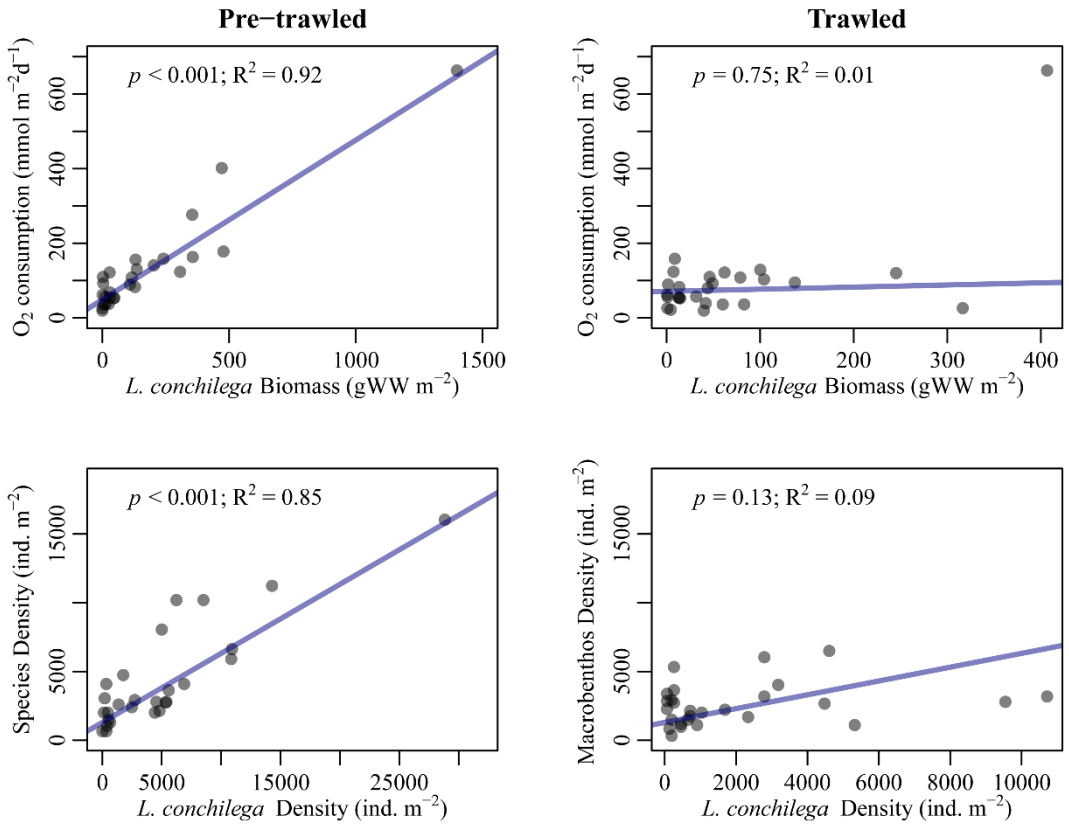 Pre−trawled
Trawled
p < 0.001; R² = 0.92
O₂ consumption (mmol m⁻²d⁻¹)
0 200 400 600
0 500 1000 1500
L. conchilega Biomass (gWW m⁻²)
p = 0.75; R² = 0.01
O₂ consumption (mmol m⁻²d⁻¹)
0 200 400 600
0 100 200 300 400
L. conchilega Biomass (gWW m⁻²)
p < 0.001; R² = 0.85
Species Density (ind. m⁻²)
0 5000 15000
0 5000 15000 25000
L. conchilega Density (ind. m⁻²)
p = 0.13; R² = 0.09
Macrobenthos Density (ind. m⁻²)
0 5000 15000
0 2000 4000 6000 8000 10000
L. conchilega Density (ind. m⁻²)